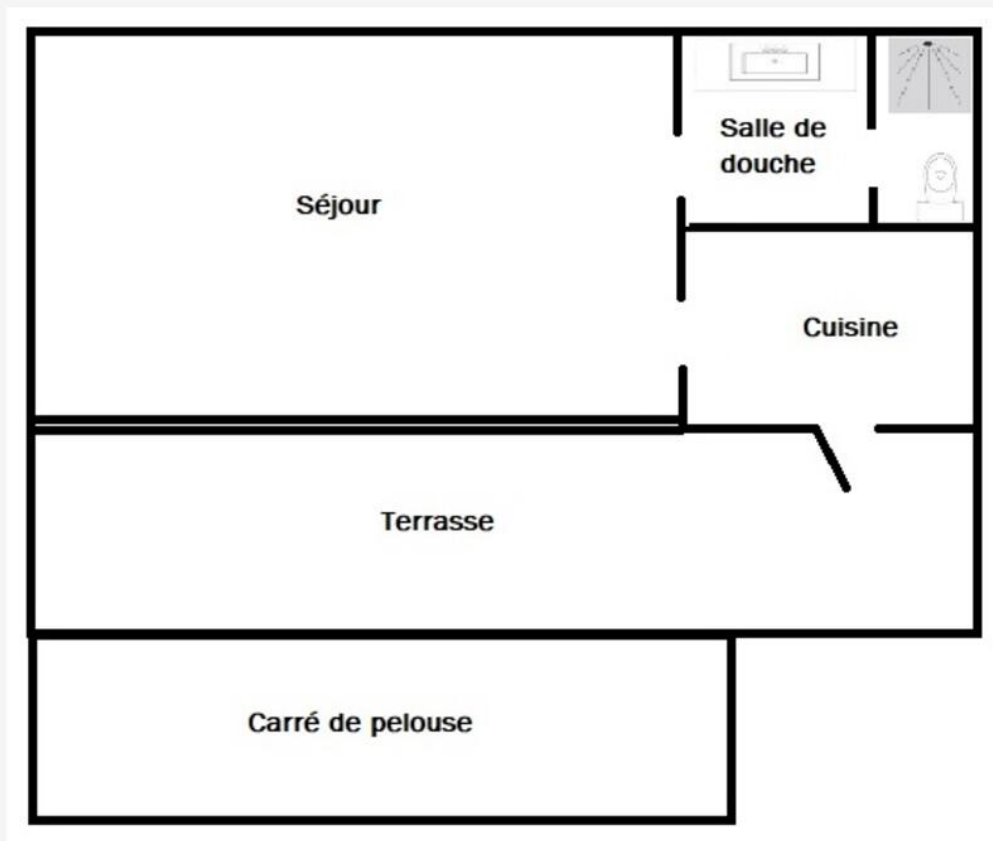 Salle de
douche
Séjour
Cuisine
Terrasse
Carré de pelouse